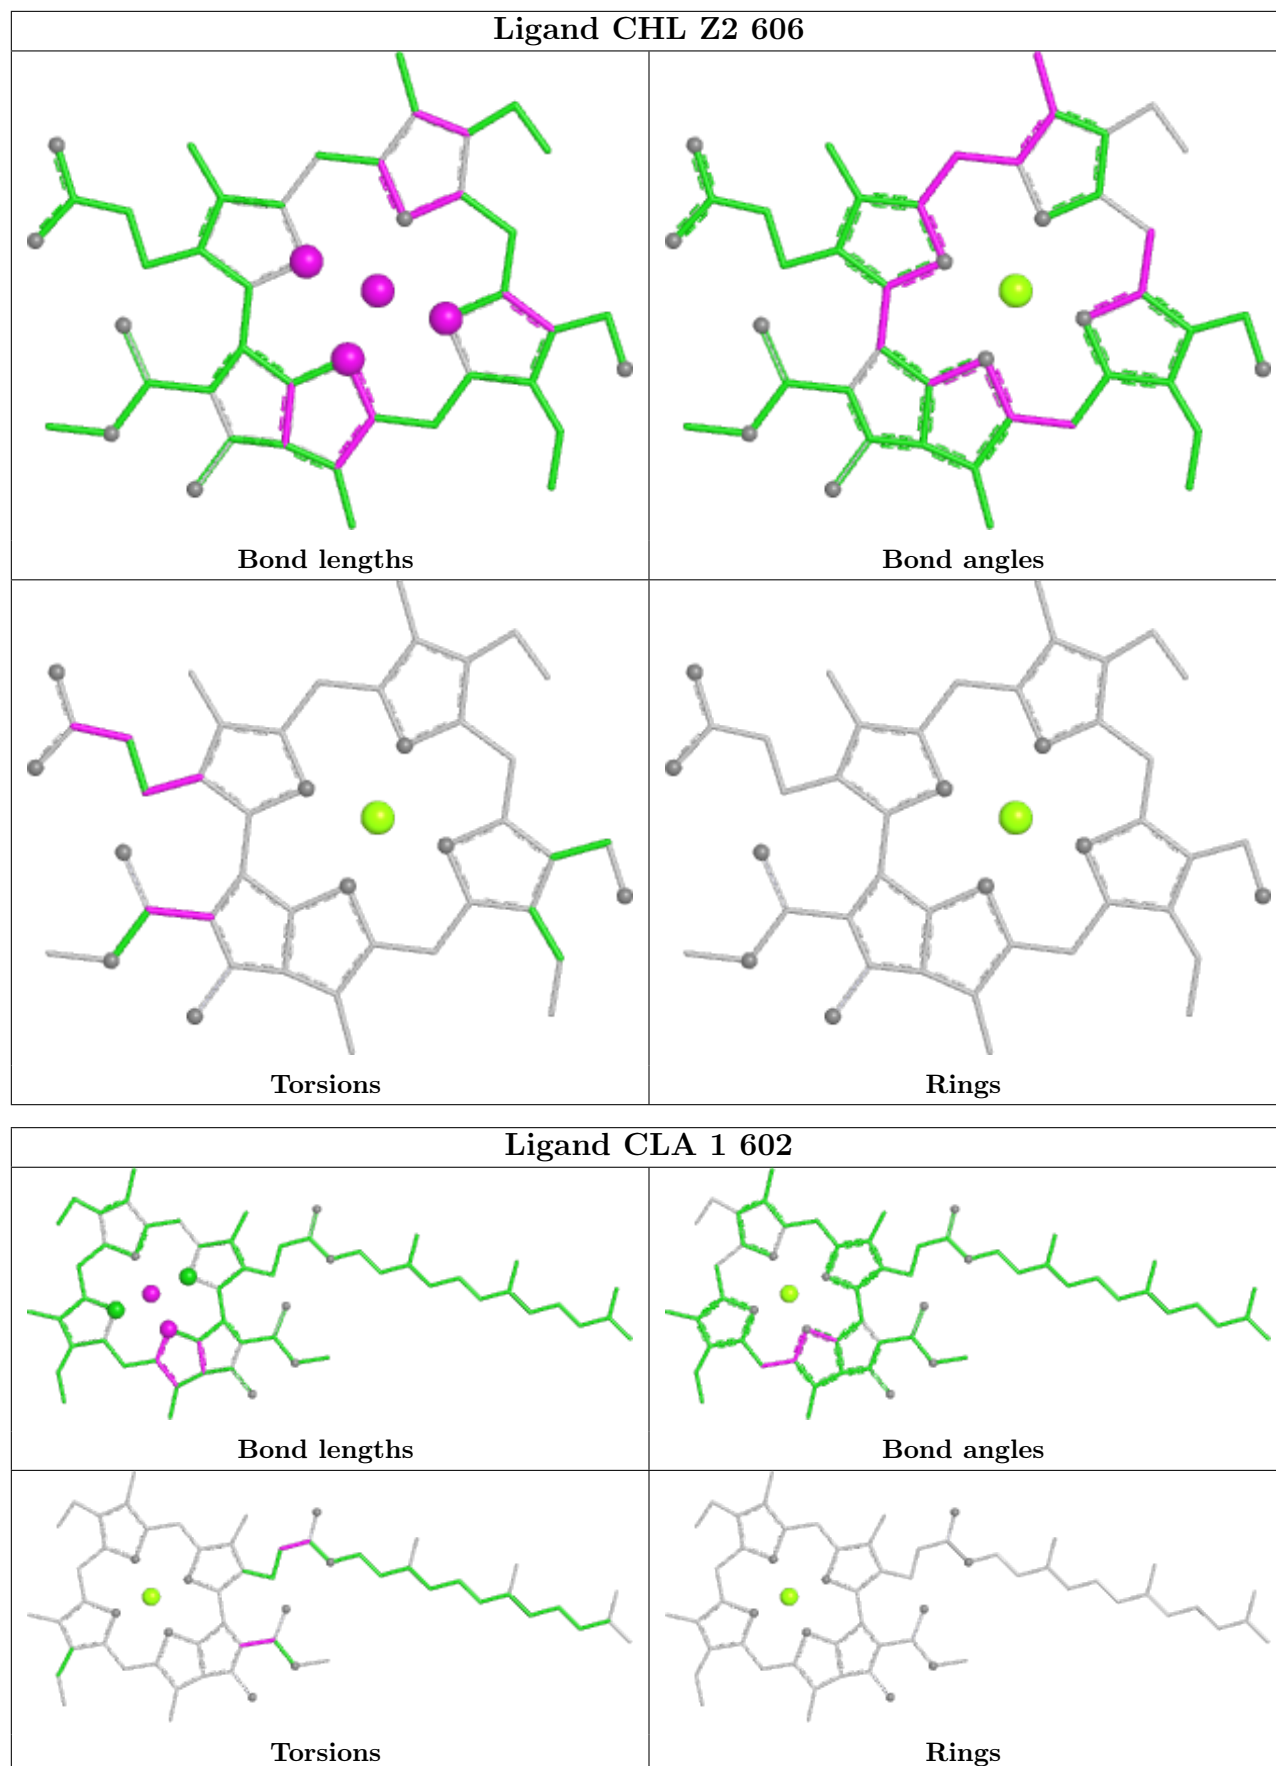 Ligand CHL Z2 606
Bond lengths
Bond angles
Torsions
Rings
Ligand CLA 1 602
Bond lengths
Bond angles
Torsions
Rings